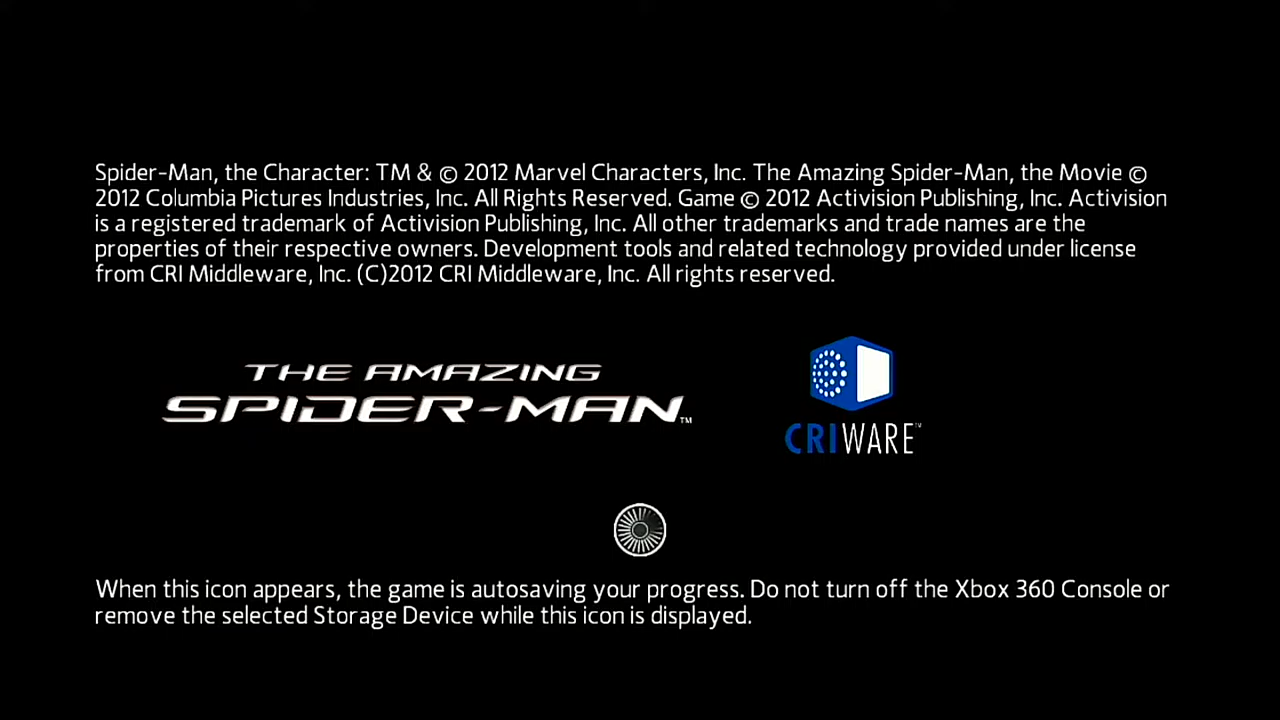 Spider-Man, the Character: TM & © 2012 Marvel Characters, Inc. The Amazing Spider-Man, the Movie ©
2012 Columbia Pictures Industries, Inc. All Rights Reserved. Game © 2012 Activision Publishing, Inc. Activision
is a registered trademark of Activision Publishing, Inc. All other trademarks and trade names are the
properties of their respective owners. Development tools and related technology provided under license
from CRI Middleware, Inc. (C)2012 CRI Middleware, Inc. All rights reserved.
THE AMAZING
SPIDER-MAN™
CRIWARE™
When this icon appears, the game is autosaving your progress. Do not turn off the Xbox 360 Console or
remove the selected Storage Device while this icon is displayed.